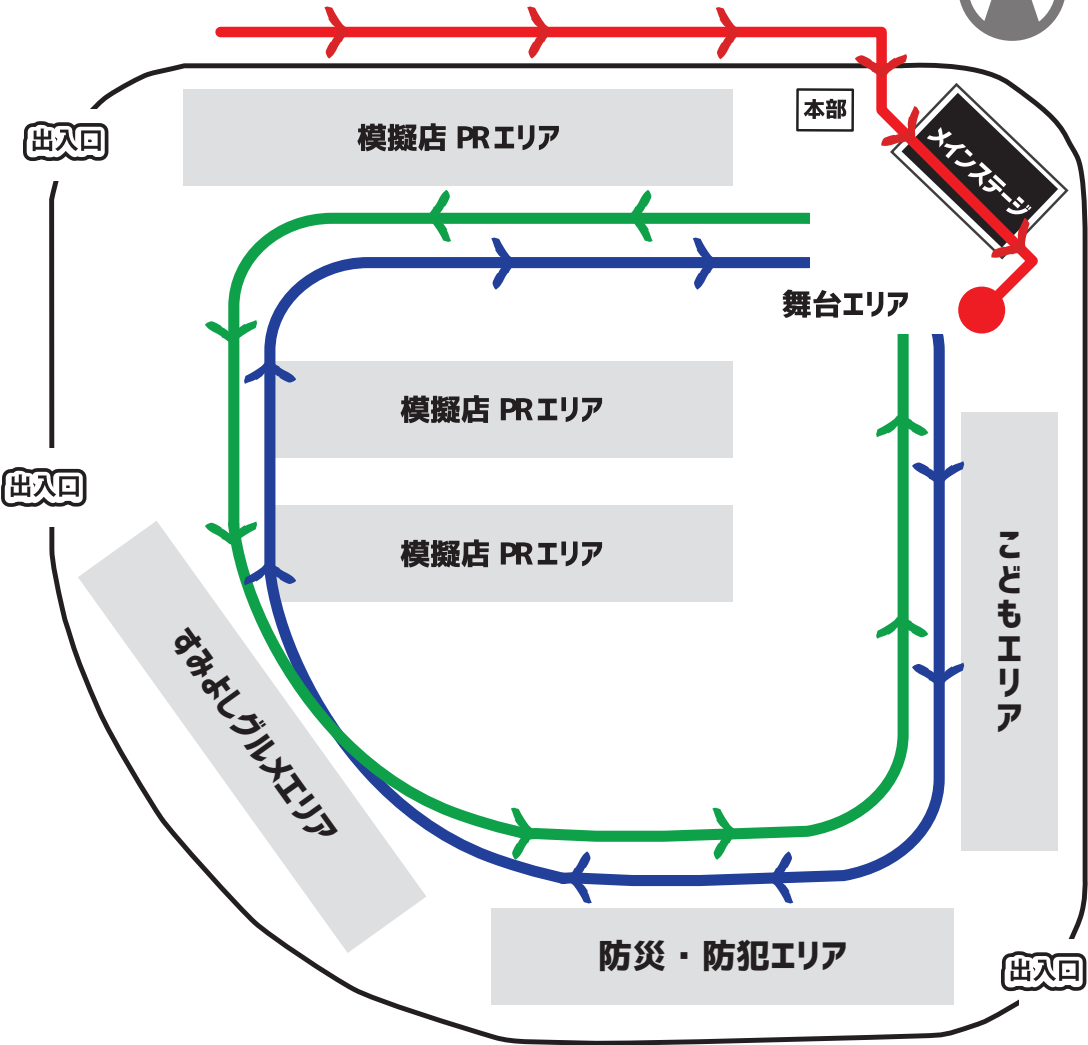 出入口
模擬店 PRエリア
本部
メインステージ
舞台エリア
模擬店 PRエリア
出入口
模擬店 PRエリア
こどもエリア
すみよしグルメエリア
防災・防犯エリア
出入口